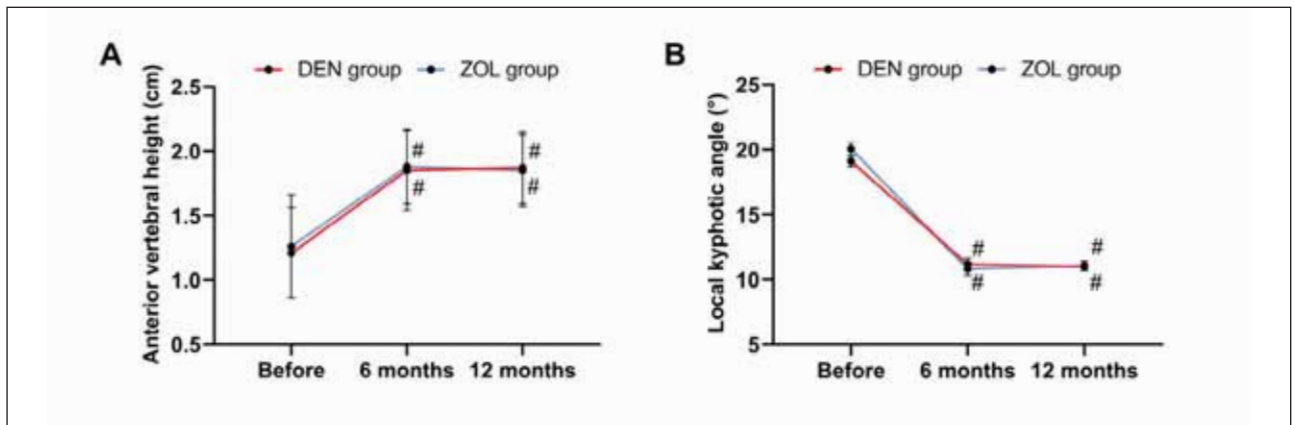 A
DEN group
ZOL group
Anterior vertebral height (cm)
2.5
2.0
1.5
1.0
0.5
#
#
#
#
Before
6 months
12 months
B
DEN group
ZOL group
Local kyphotic angle (°)
25
20
15
10
5
#
#
#
#
Before
6 months
12 months